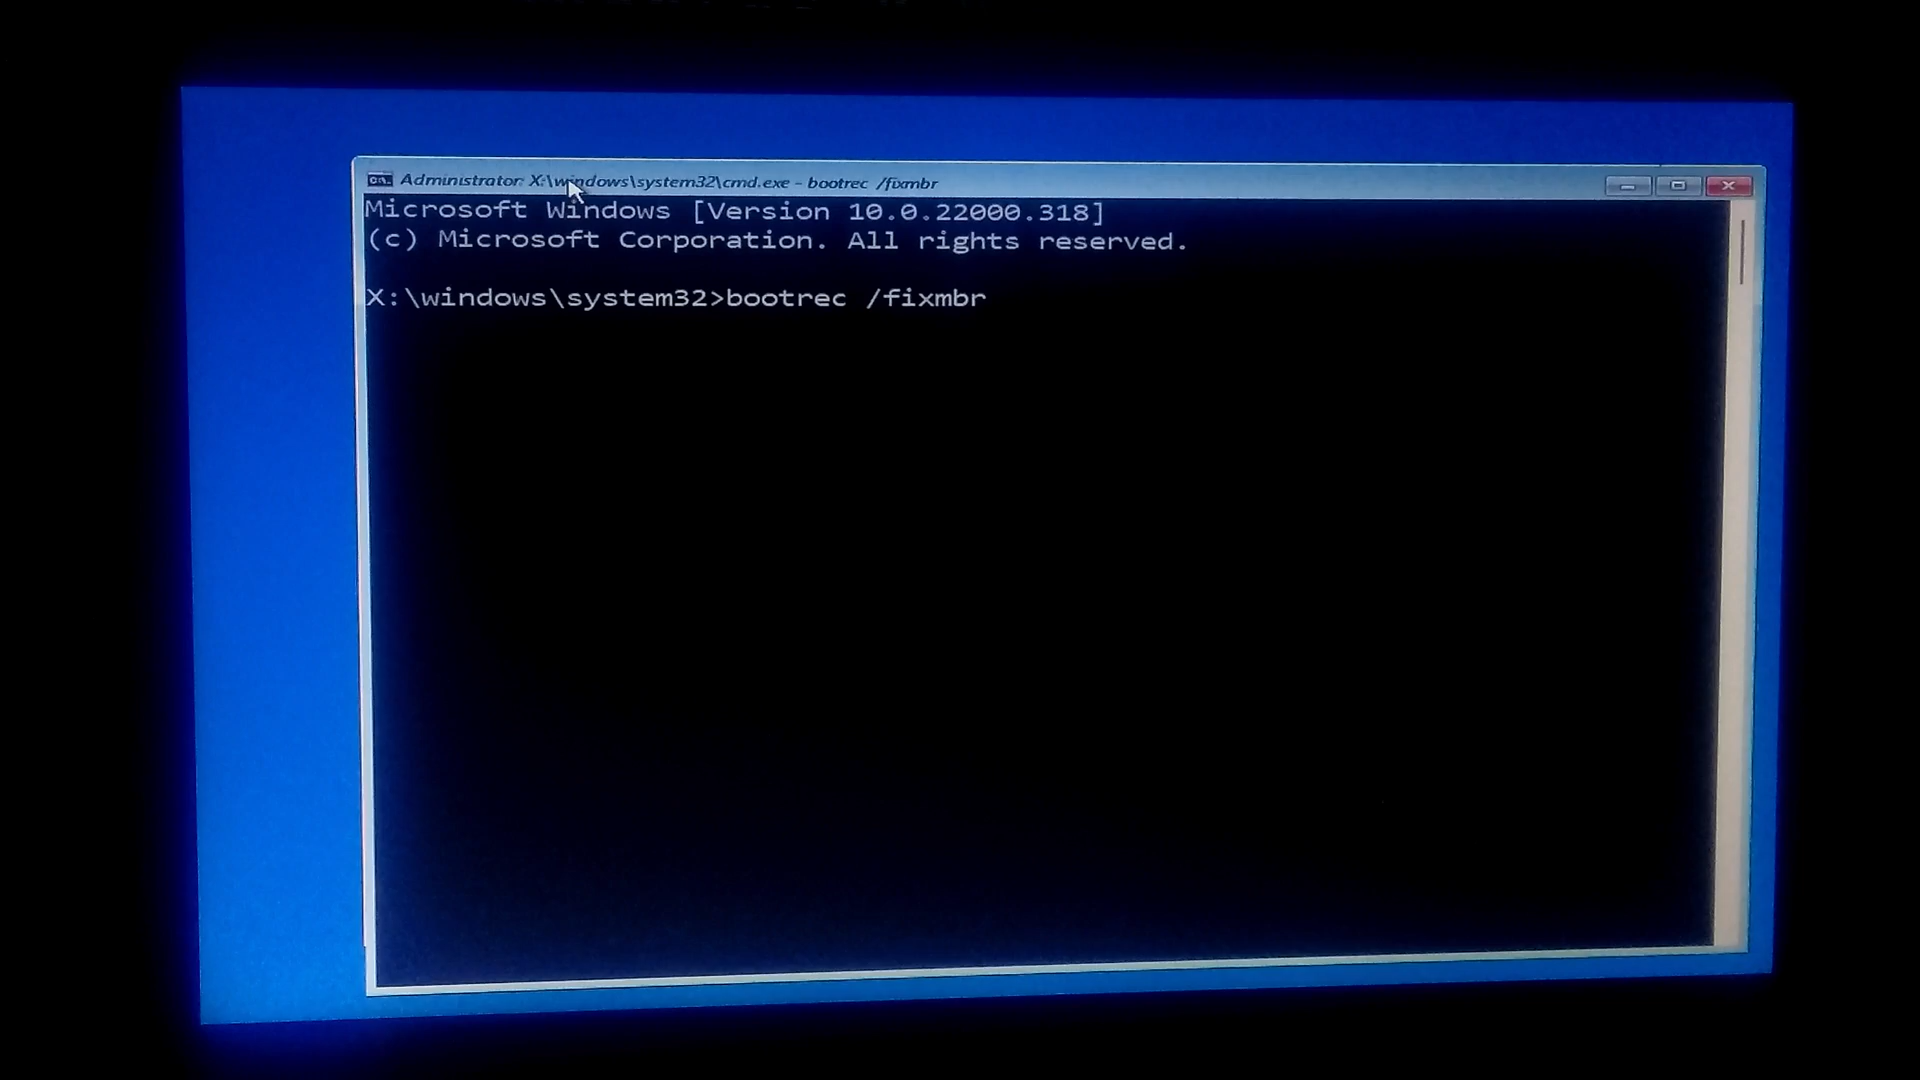 Administrator: X:\windows\system32\cmd.exe - bootrec /fixmbr
Microsoft Windows [Version 10.0.22000.318]
(c) Microsoft Corporation. All rights reserved.
X:\windows\system32>bootrec /fixmbr